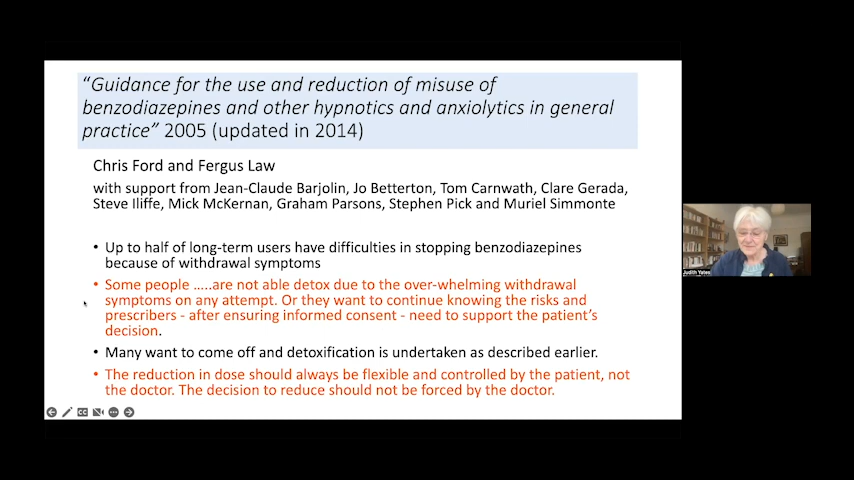 “Guidance for the use and reduction of misuse of
benzodiazepines and other hypnotics and anxiolytics in general
practice” 2005 (updated in 2014)
Chris Ford and Fergus Law
with support from Jean-Claude Barjolin, Jo Betterton, Tom Carnwath, Clare Gerada,
Steve Iliffe, Mick McKernan, Graham Parsons, Stephen Pick and Muriel Simmonte
• Up to half of long-term users have difficulties in stopping benzodiazepines
because of withdrawal symptoms
• Some people .....are not able detox due to the over-whelming withdrawal
symptoms on any attempt. Or they want to continue knowing the risks and
prescribers - after ensuring informed consent - need to support the patient’s
decision.
• Many want to come off and detoxification is undertaken as described earlier.
• The reduction in dose should always be flexible and controlled by the patient, not
the doctor. The decision to reduce should not be forced by the doctor.
CC
Judith Yates